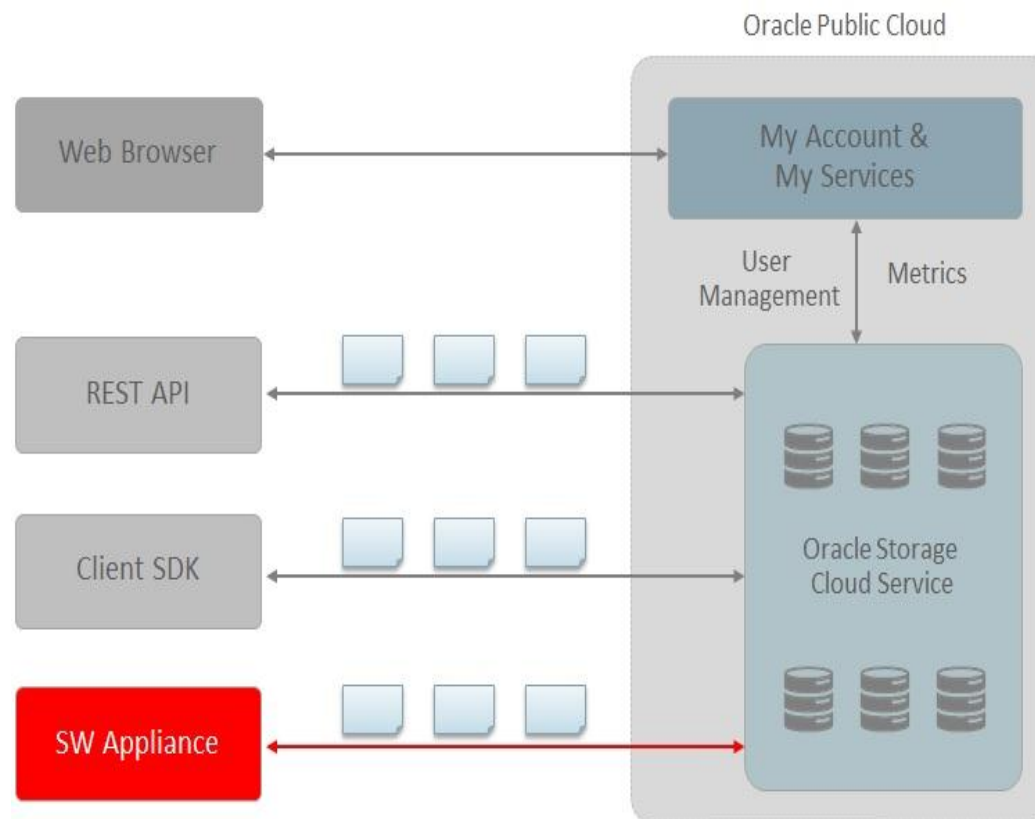 Oracle Public Cloud
Web Browser
My Account &
My Services
User
Management
Metrics
REST API
Client SDK
Oracle Storage
Cloud Service
SW Appliance